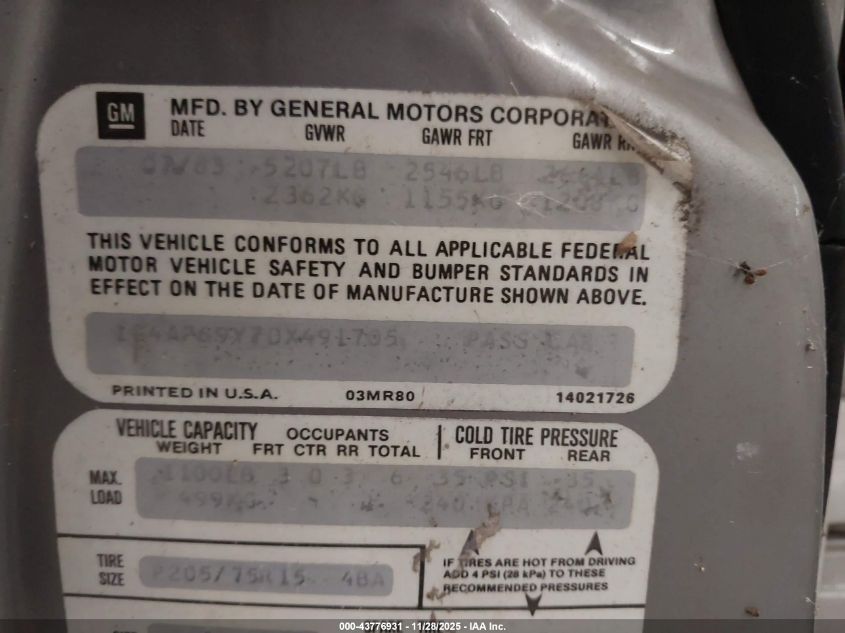 GM
MFD. BY GENERAL MOTORS
DATE GVWR GAWR FRT GAWR
5207LB 2546LB
2362KG 1155KG
THIS VEHICLE CONFORMS TO ALL APPLICABLE FEDERAL
MOTOR VEHICLE SAFETY AND BUMPER STANDARDS IN
EFFECT ON THE DATE OF MANUFACTURE SHOWN ABOVE.
PASS CAR
PRINTED IN U.S.A. 03MR80 14021726
VEHICLE CAPACITY OCCUPANTS COLD TIRE PRESSURE
WEIGHT FRT CTR RR TOTAL FRONT REAR
MAX. LOAD 1100LB 3 0 3 6 35 PSI 35
499KG 240 KPA 240
TIRE SIZE P205/75R15 4BA
IF TIRES ARE HOT FROM DRIVING
ADD 4 PSI (28 kPa) TO THESE
RECOMMENDED PRESSURES
000-43776931 - 11/28/2025 - IAA Inc.